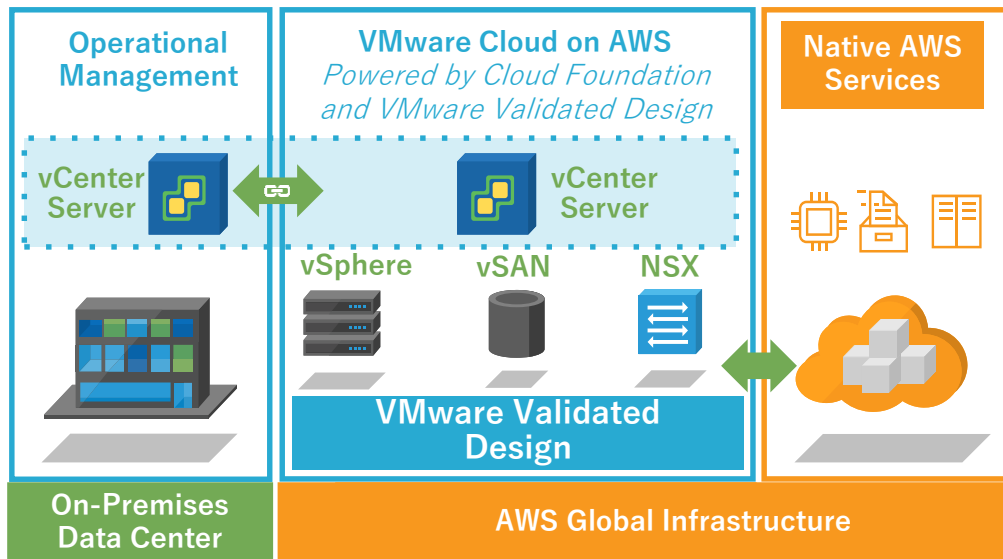 Operational
Management
VMware Cloud on AWS
Powered by Cloud Foundation
and VMware Validated Design
Native AWS
Services
vCenter
Server
vCenter
Server
vSphere
vSAN
NSX
VMware Validated
Design
On-Premises
Data Center
AWS Global Infrastructure